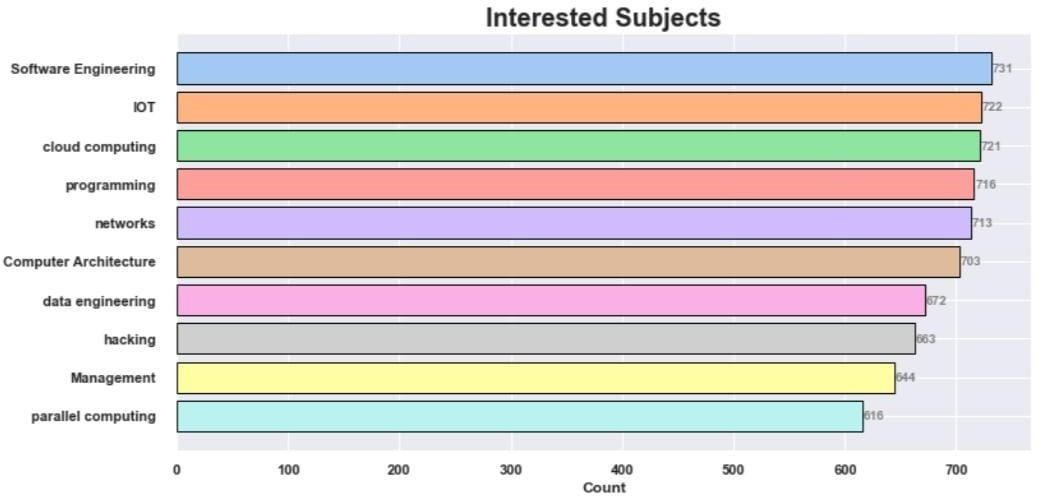 Interested Subjects
Software Engineering 731
IOT 722
cloud computing 721
programming 716
networks 713
Computer Architecture 703
data engineering 672
hacking 663
Management 644
parallel computing 616
0 100 200 300 400 500 600 700
Count